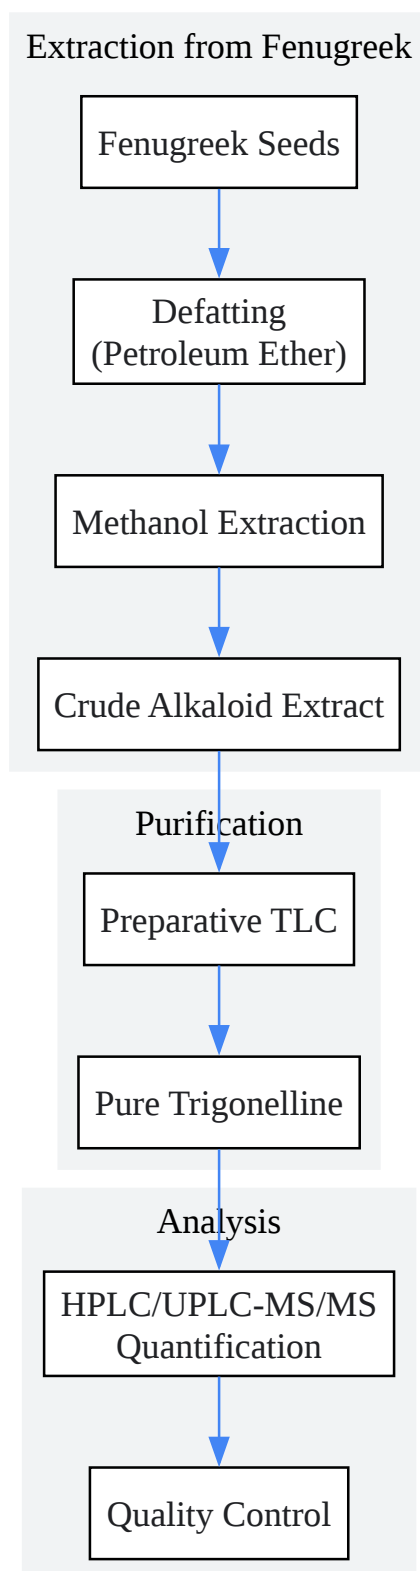 Extraction from Fenugreek
Fenugreek Seeds
Defatting
(Petroleum Ether)
Methanol Extraction
Crude Alkaloid Extract
Purification
Preparative TLC
Pure Trigonelline
Analysis
HPLC/UPLC-MS/MS
Quantification
Quality Control